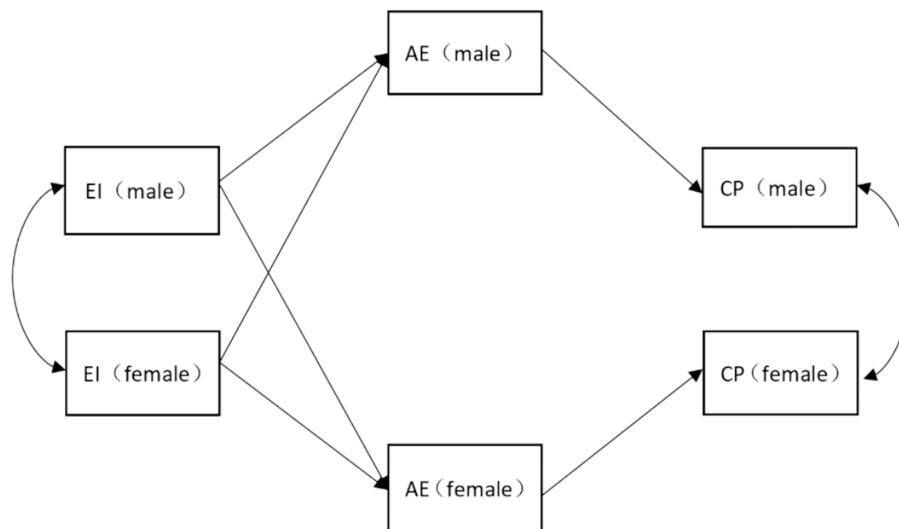 AE（male）
EI（male）
CP（male）
EI（female）
CP（female）
AE（female）